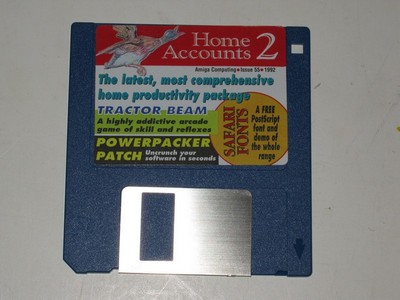 Home
Accounts 2
Amiga Computing • Issue 55 • 1992
The latest, most comprehensive
home productivity package
TRACTOR BEAM
A highly addictive arcade
game of skill and reflexes
POWERPACKER
PATCH Uncrunch your
software in seconds
SAFARI
FONTS
A FREE
PostScript
font and
demo of
the whole
range